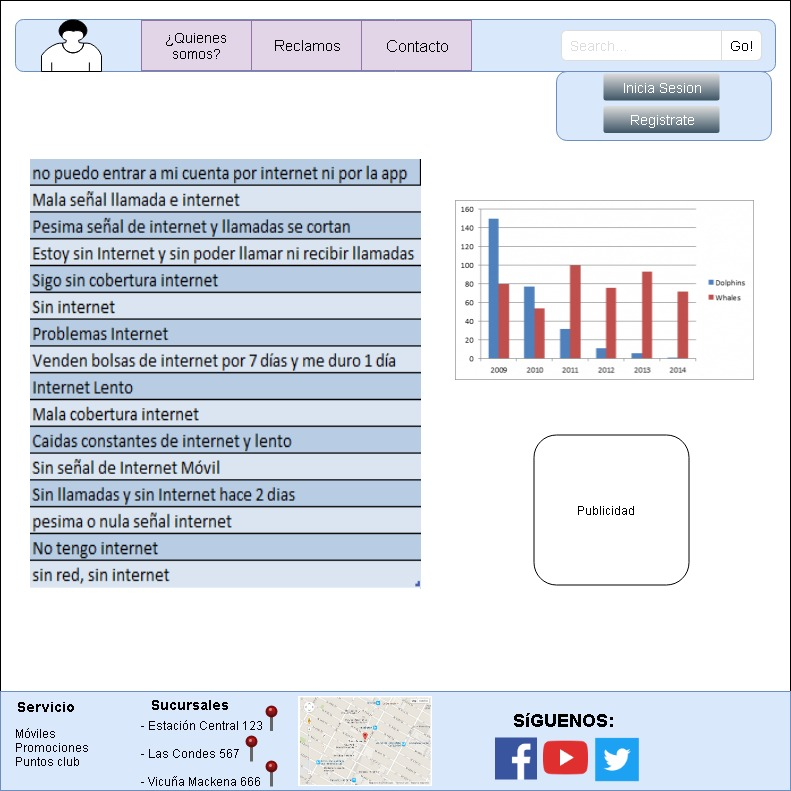 ¿Quienes
somos?
Reclamos
Contacto
Search...
Go!
Inicia Sesion
Registrate
no puedo entrar a mi cuenta por internet ni por la app
Mala señal llamada e internet
Pesima señal de internet y llamadas se cortan
Estoy sin Internet y sin poder llamar ni recibir llamadas
Sigo sin cobertura internet
Sin internet
Problemas Internet
Venden bolsas de internet por 7 días y me duro 1 día
Internet Lento
Mala cobertura internet
Caidas constantes de internet y lento
Sin señal de Internet Móvil
Sin llamadas y sin Internet hace 2 dias
pesima o nula señal internet
No tengo internet
sin red, sin internet
160
140
120
100
80
60
40
20
0
2009 2010 2011 2012 2013 2014
Dolphins
Whales
Publicidad
Servicio
Móviles
Promociones
Puntos club
Sucursales
- Estación Central 123
- Las Condes 567
- Vicuña Mackena 666
SíGUENOS: